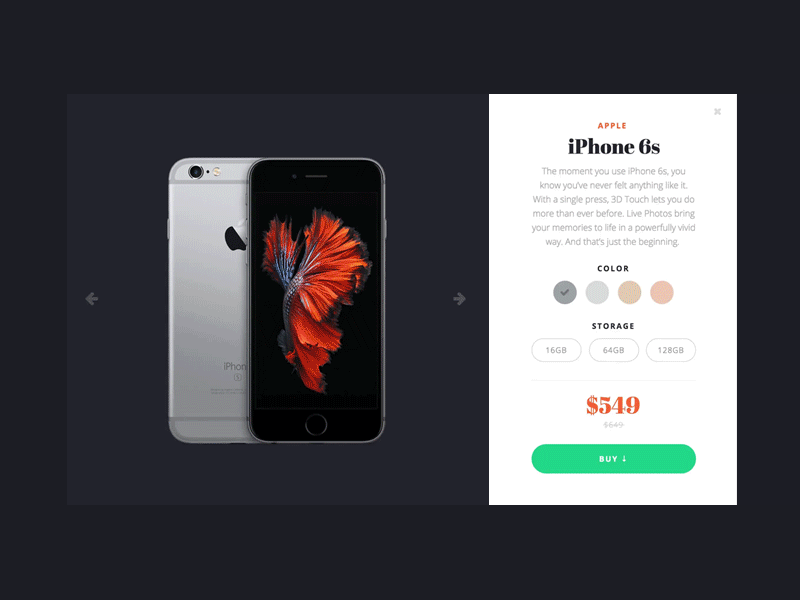 APPLE
iPhone 6s
The moment you use iPhone 6s, you
know you've never felt anything like it.
With a single press, 3D Touch lets you do
more than ever before. Live Photos bring
your memories to life in a powerfully vivid
way. And that's just the beginning.
COLOR
STORAGE
16GB 64GB 128GB
$549
$649
BUY ↓
iPhon
S